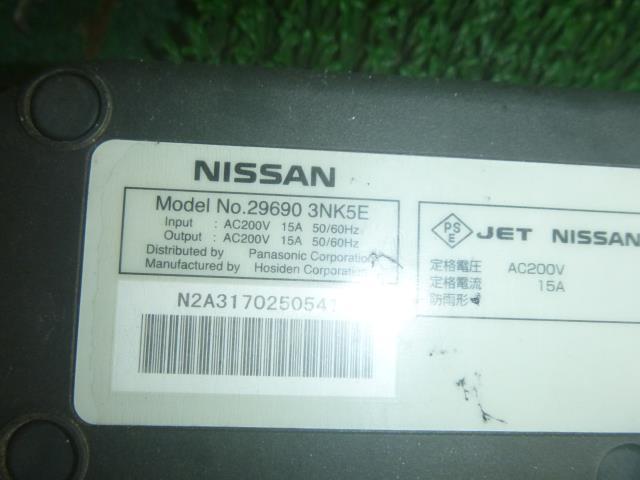 NISSAN
Model No.29690 3NK5E
Input : AC200V 15A 50/60Hz
Output : AC200V 15A 50/60Hz
Distributed by Panasonic Corporation
Manufactured by Hosiden Corporation
N2A3170250541
PS E JET NISSAN
定格電圧 AC200V
定格電流 15A
防雨形